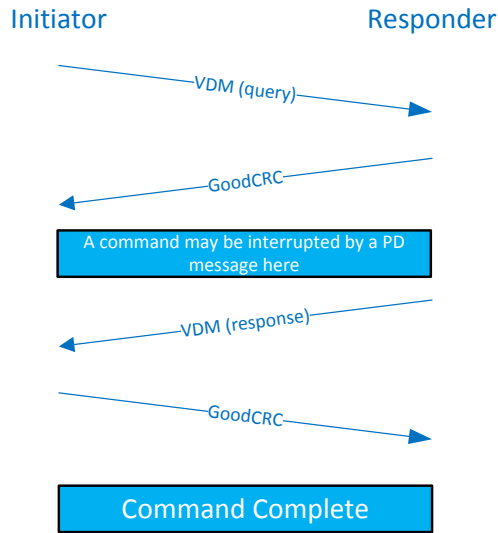 Initiator
Responder
VDM (query)
GoodCRC
A command may be interrupted by a PD
message here
VDM (response)
GoodCRC
Command Complete